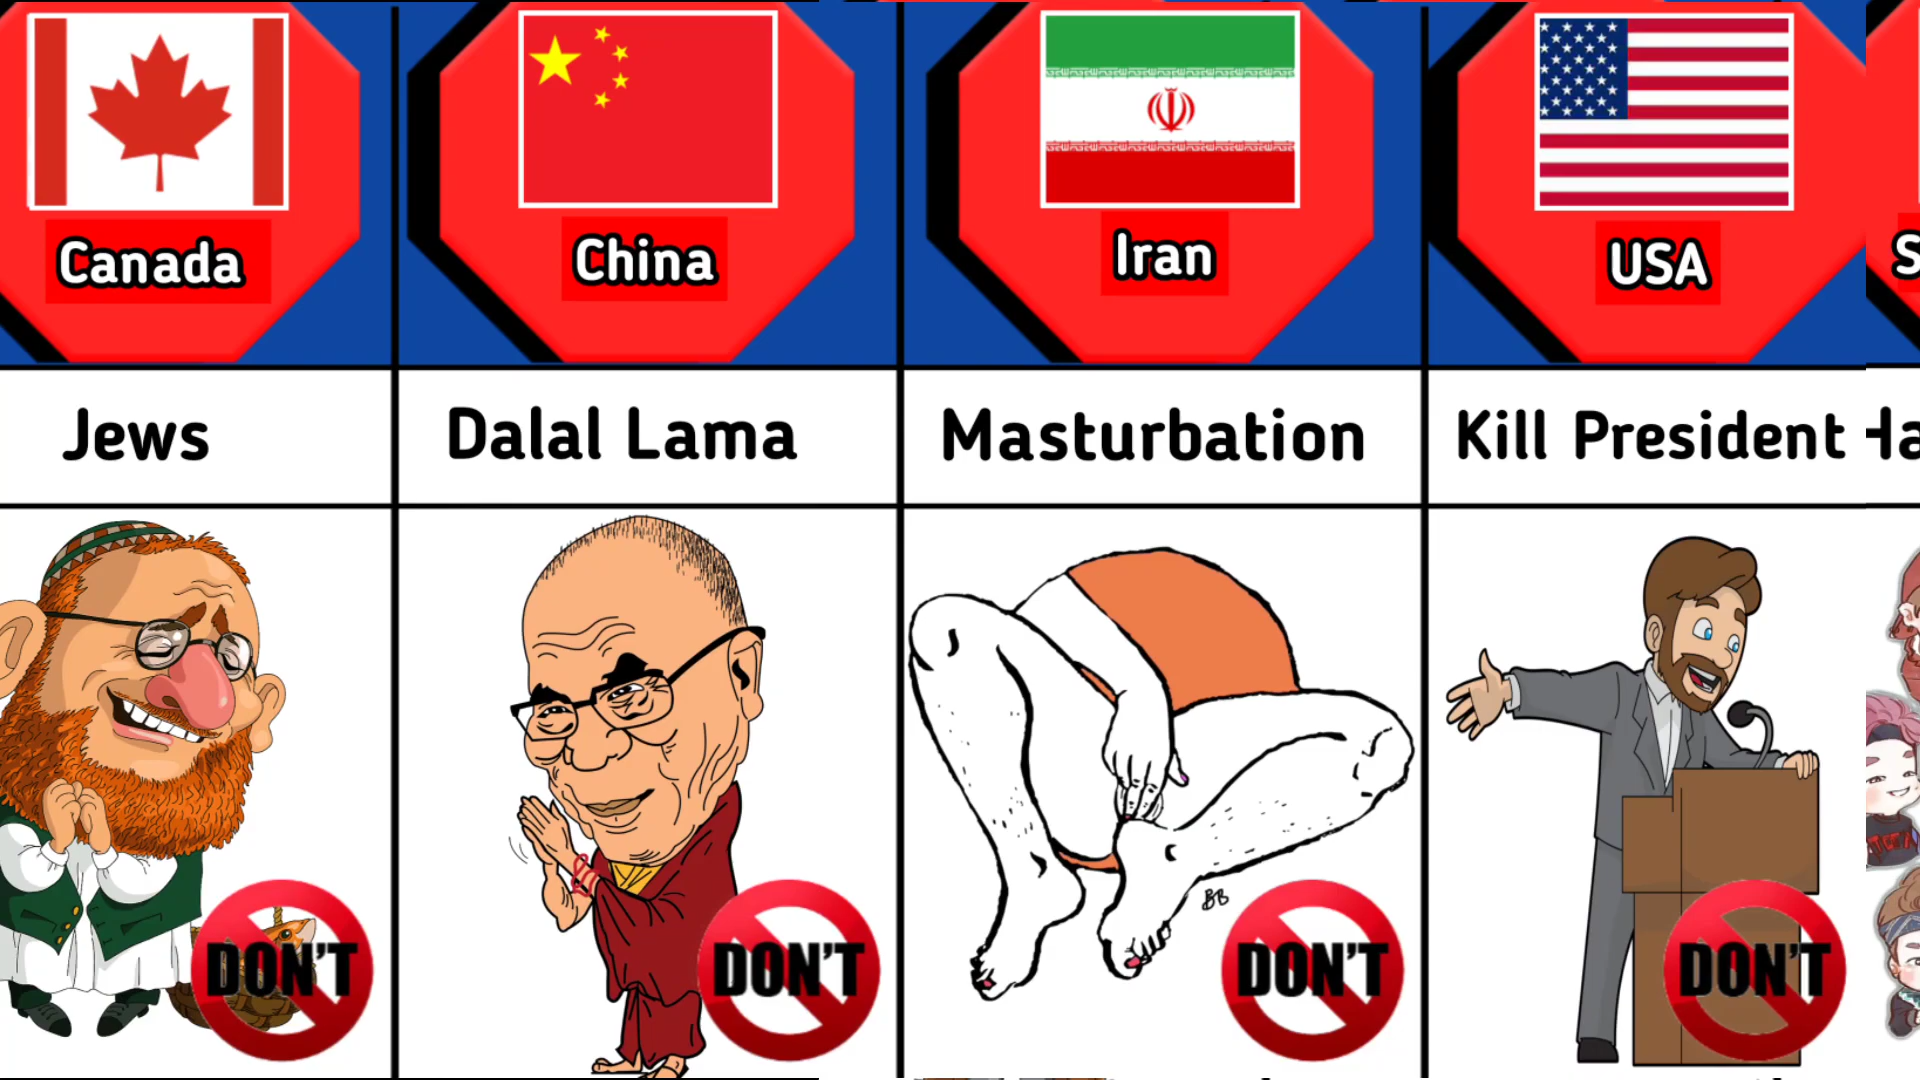 Canada
China
Iran
USA
Jews
Dalal Lama
Masturbation
Kill President
DON'T
DON'T
DON'T
DON'T